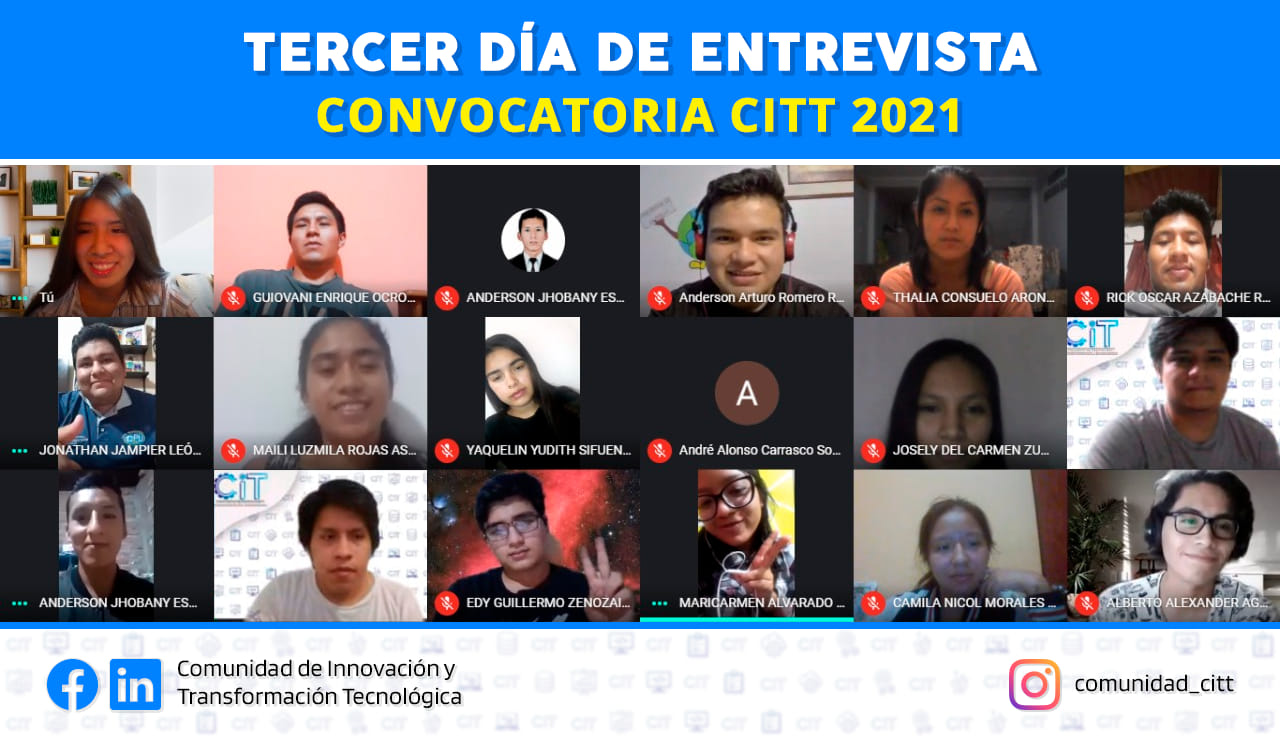 TERCER DÍA DE ENTREVISTA
CONVOCATORIA CITT 2021
Tú
GUIOVANI ENRIQUE OCRO...
ANDERSON JHOBANY ES...
Anderson Arturo Romero R...
THALIA CONSUELO ARON...
RICK OSCAR AZABACHE R...
CiT
JONATHAN JAMPIER LEÓ...
MAILI LUZMILA ROJAS AS...
YAQUELIN YUDITH SIFUEN...
A
André Alonso Carrasco So...
JOSELY DEL CARMEN ZU...
CiT
ANDERSON JHOBANY ES...
EDY GUILLERMO ZENOZAI...
MARICARMEN ALVARADO ...
CAMILA NICOL MORALES ...
ALBERTO ALEXANDER AG...
Comunidad de Innovación y
Transformación Tecnológica
comunidad_citt